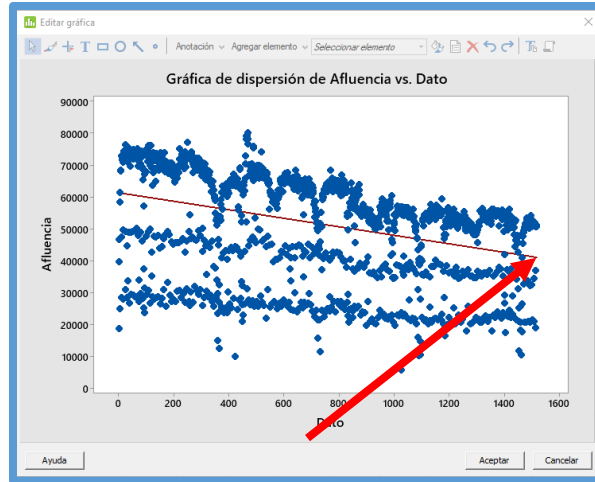 Editar gráfica
T Anotación Agregar elemento Seleccionar elemento
Gráfica de dispersión de Afluencia vs. Dato
90000
80000
70000
60000
50000
40000
30000
20000
10000
0
Afluencia
0 200 400 600 800 1000 1200 1400 1600
Dato
Ayuda Aceptar Cancelar